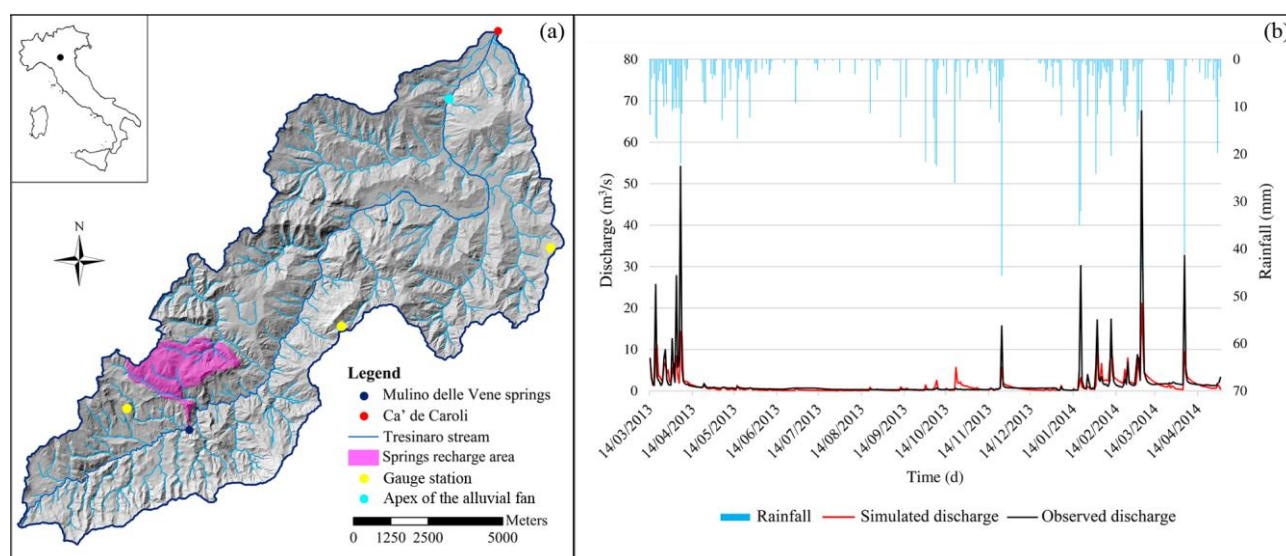 (a)
N
Legend
Mulino delle Vene springs
Ca' de Caroli
Tresinaro stream
Springs recharge area
Gauge station
Apex of the alluvial fan
Meters
0 1250 2500 5000
(b)
80
70
60
50
40
30
20
10
0
Discharge (m³/s)
0
10
20
30
40
50
60
70
Rainfall (mm)
14/03/2013
14/04/2013
14/05/2013
14/06/2013
14/07/2013
14/08/2013
14/09/2013
14/10/2013
14/11/2013
14/12/2013
14/01/2014
14/02/2014
14/03/2014
14/04/2014
Time (d)
Rainfall
Simulated discharge
Observed discharge